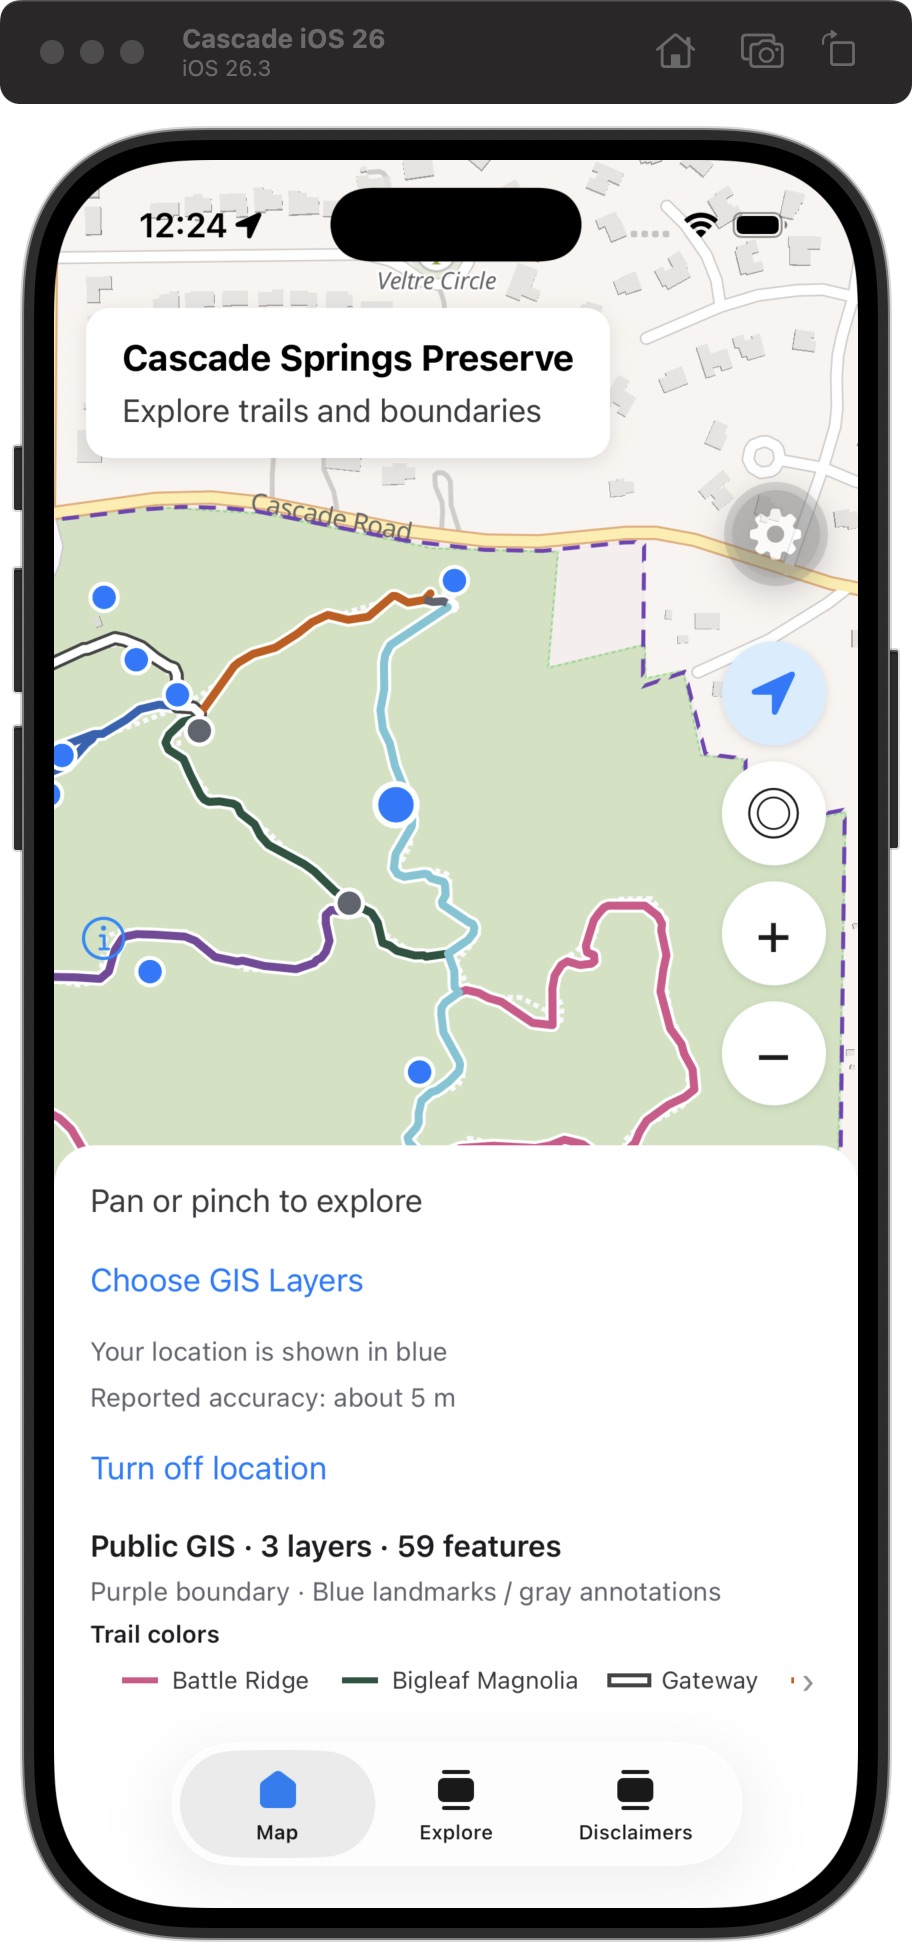 Cascade iOS 26
iOS 26.3
12:24
Veltre Circle
Cascade Springs Preserve
Explore trails and boundaries
Cascade Road
i
+
−
Pan or pinch to explore
Choose GIS Layers
Your location is shown in blue
Reported accuracy: about 5 m
Turn off location
Public GIS · 3 layers · 59 features
Purple boundary · Blue landmarks / gray annotations
Trail colors
Battle Ridge Bigleaf Magnolia Gateway ›
Map Explore Disclaimers